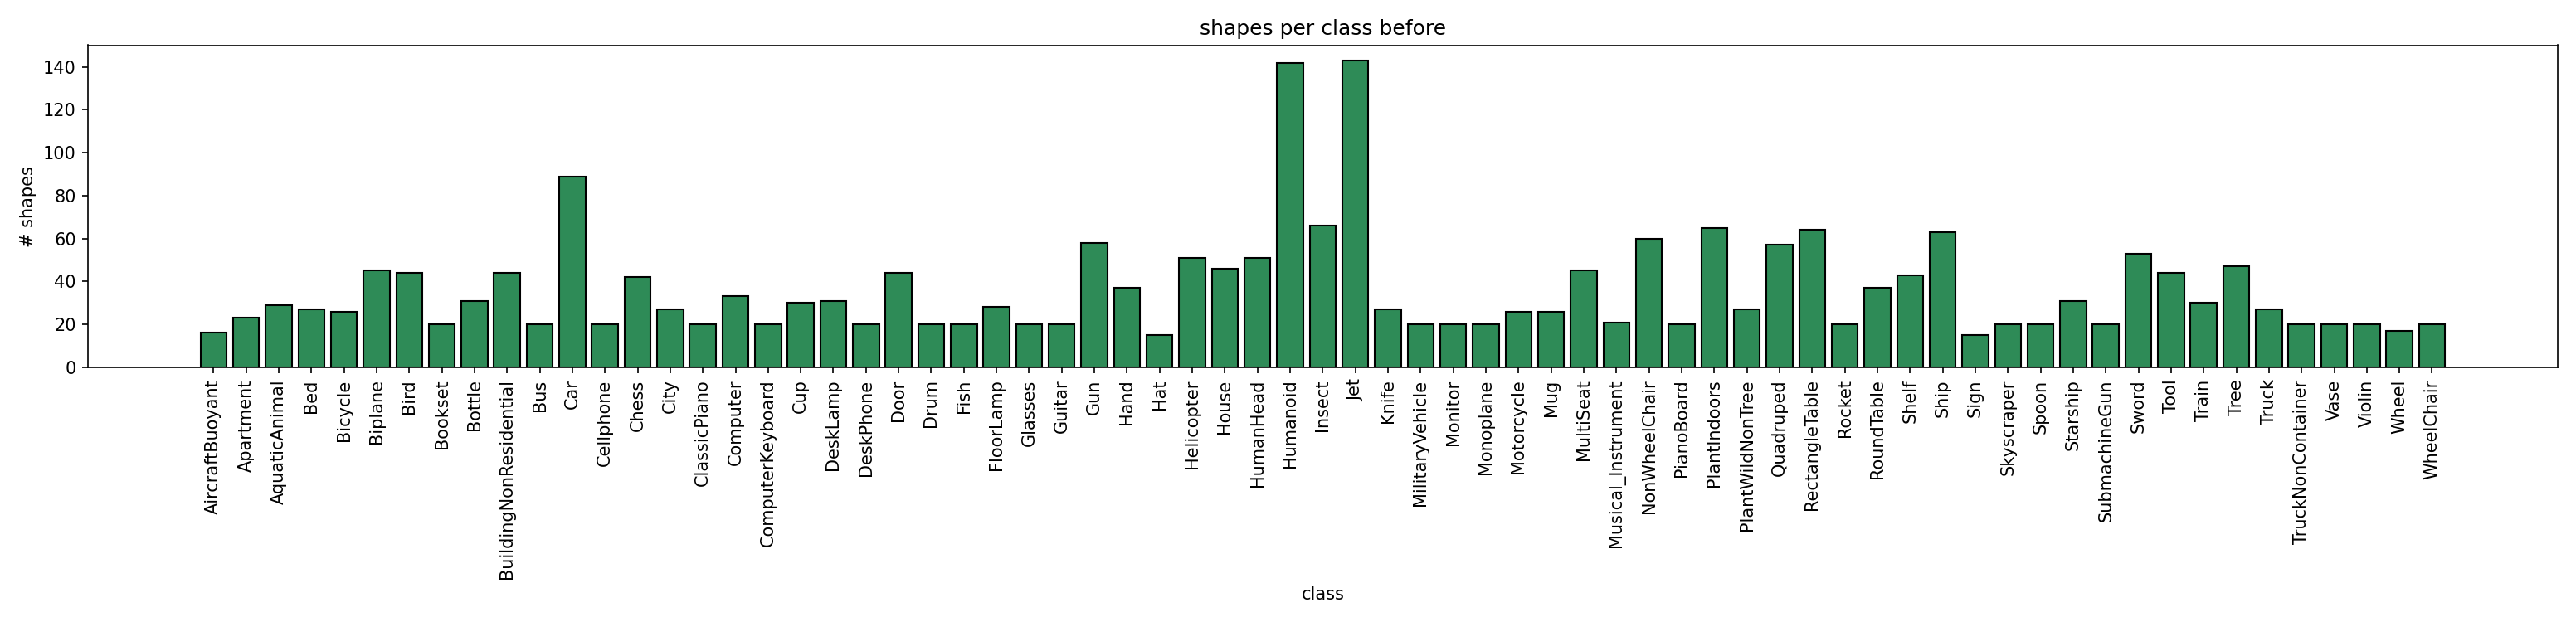 shapes per class before
# shapes
140
120
100
80
60
40
20
0
AircraftBuoyant
Apartment
AquaticAnimal
Bed
Bicycle
Biplane
Bird
Bookset
Bottle
BuildingNonResidential
Bus
Car
Cellphone
Chess
City
ClassicPiano
Computer
ComputerKeyboard
Cup
DeskLamp
DeskPhone
Door
Drum
Fish
FloorLamp
Glasses
Guitar
Gun
Hand
Hat
Helicopter
House
HumanHead
Humanoid
Insect
Jet
Knife
MilitaryVehicle
Monitor
Monoplane
Motorcycle
Mug
MultiSeat
Musical_Instrument
NonWheelChair
PianoBoard
PlantIndoors
PlantWildNonTree
Quadruped
RectangleTable
Rocket
RoundTable
Shelf
Ship
Sign
Skyscraper
Spoon
Starship
SubmachineGun
Sword
Tool
Train
Tree
Truck
TruckNonContainer
Vase
Violin
Wheel
WheelChair
class